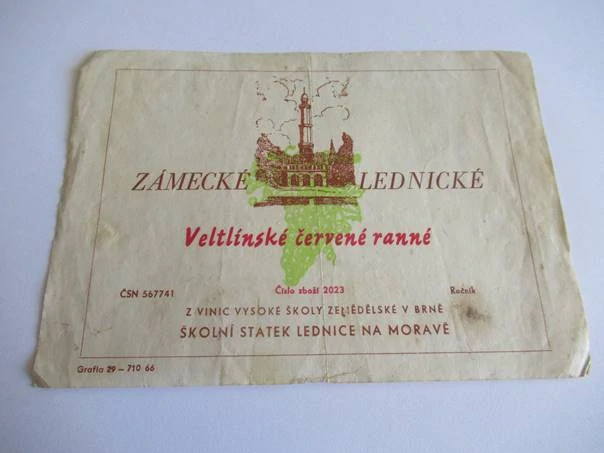 ZÁMECKÉ LEDNICKÉ
Veltlínské červené ranné
ČSN 567741 Číslo zboží 2023 Ročník
Z VINIC VYSOKÉ ŠKOLY ZEMĚDĚLSKÉ V BRNĚ
ŠKOLNÍ STATEK LEDNICE NA MORAVĚ
Grafia 29 – 710 66